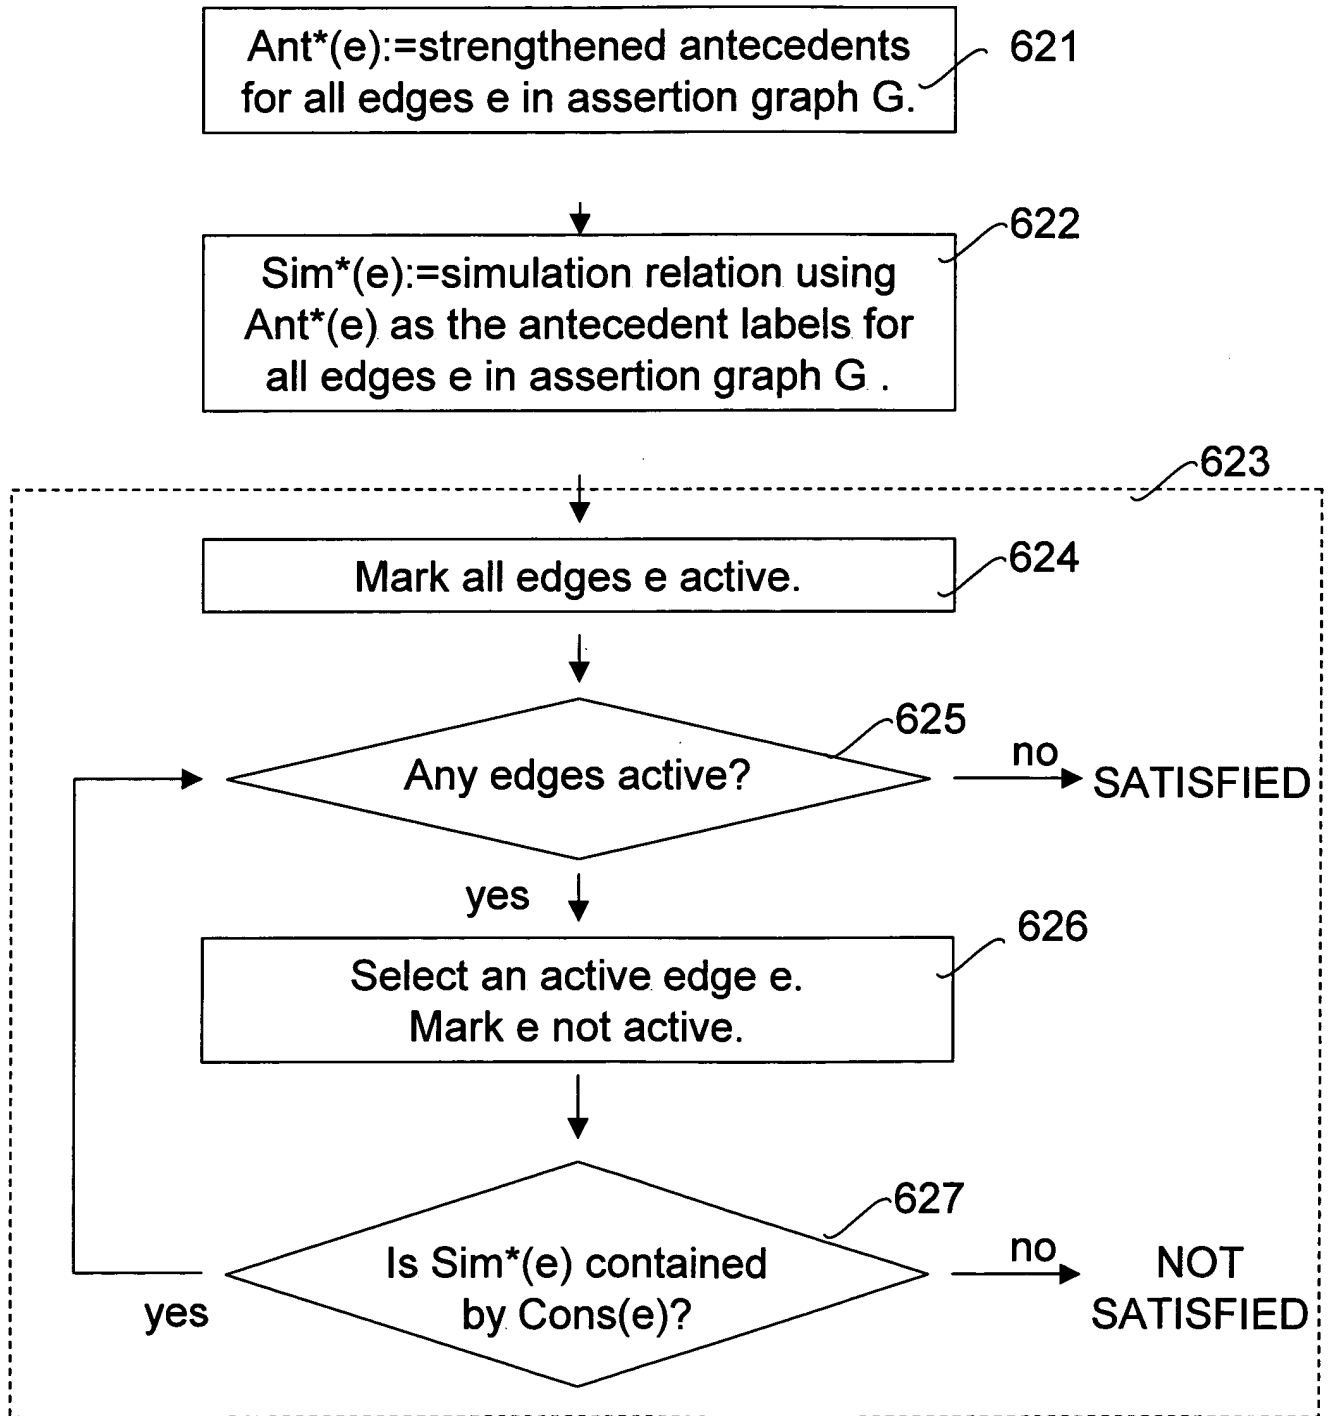 Ant*(e):=strengthened antecedents
for all edges e in assertion graph G.
621
622
Sim*(e):=simulation relation using
Ant*(e) as the antecedent labels for
all edges e in assertion graph G .
623
624
Mark all edges e active.
625
Any edges active?
no
SATISFIED
yes
626
Select an active edge e.
Mark e not active.
627
Is Sim*(e) contained
by Cons(e)?
no
NOT
SATISFIED
yes